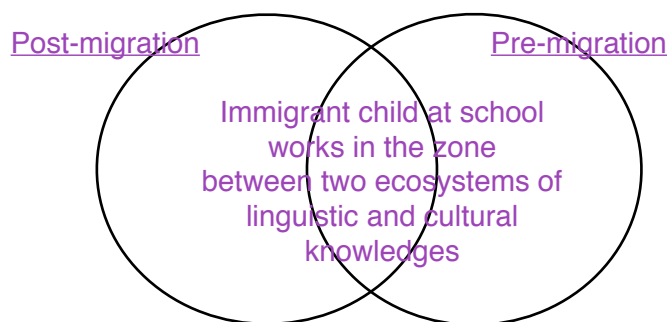 Post-migration
Pre-migration
Immigrant child at school
works in the zone
between two ecosystems of
linguistic and cultural
knowledges